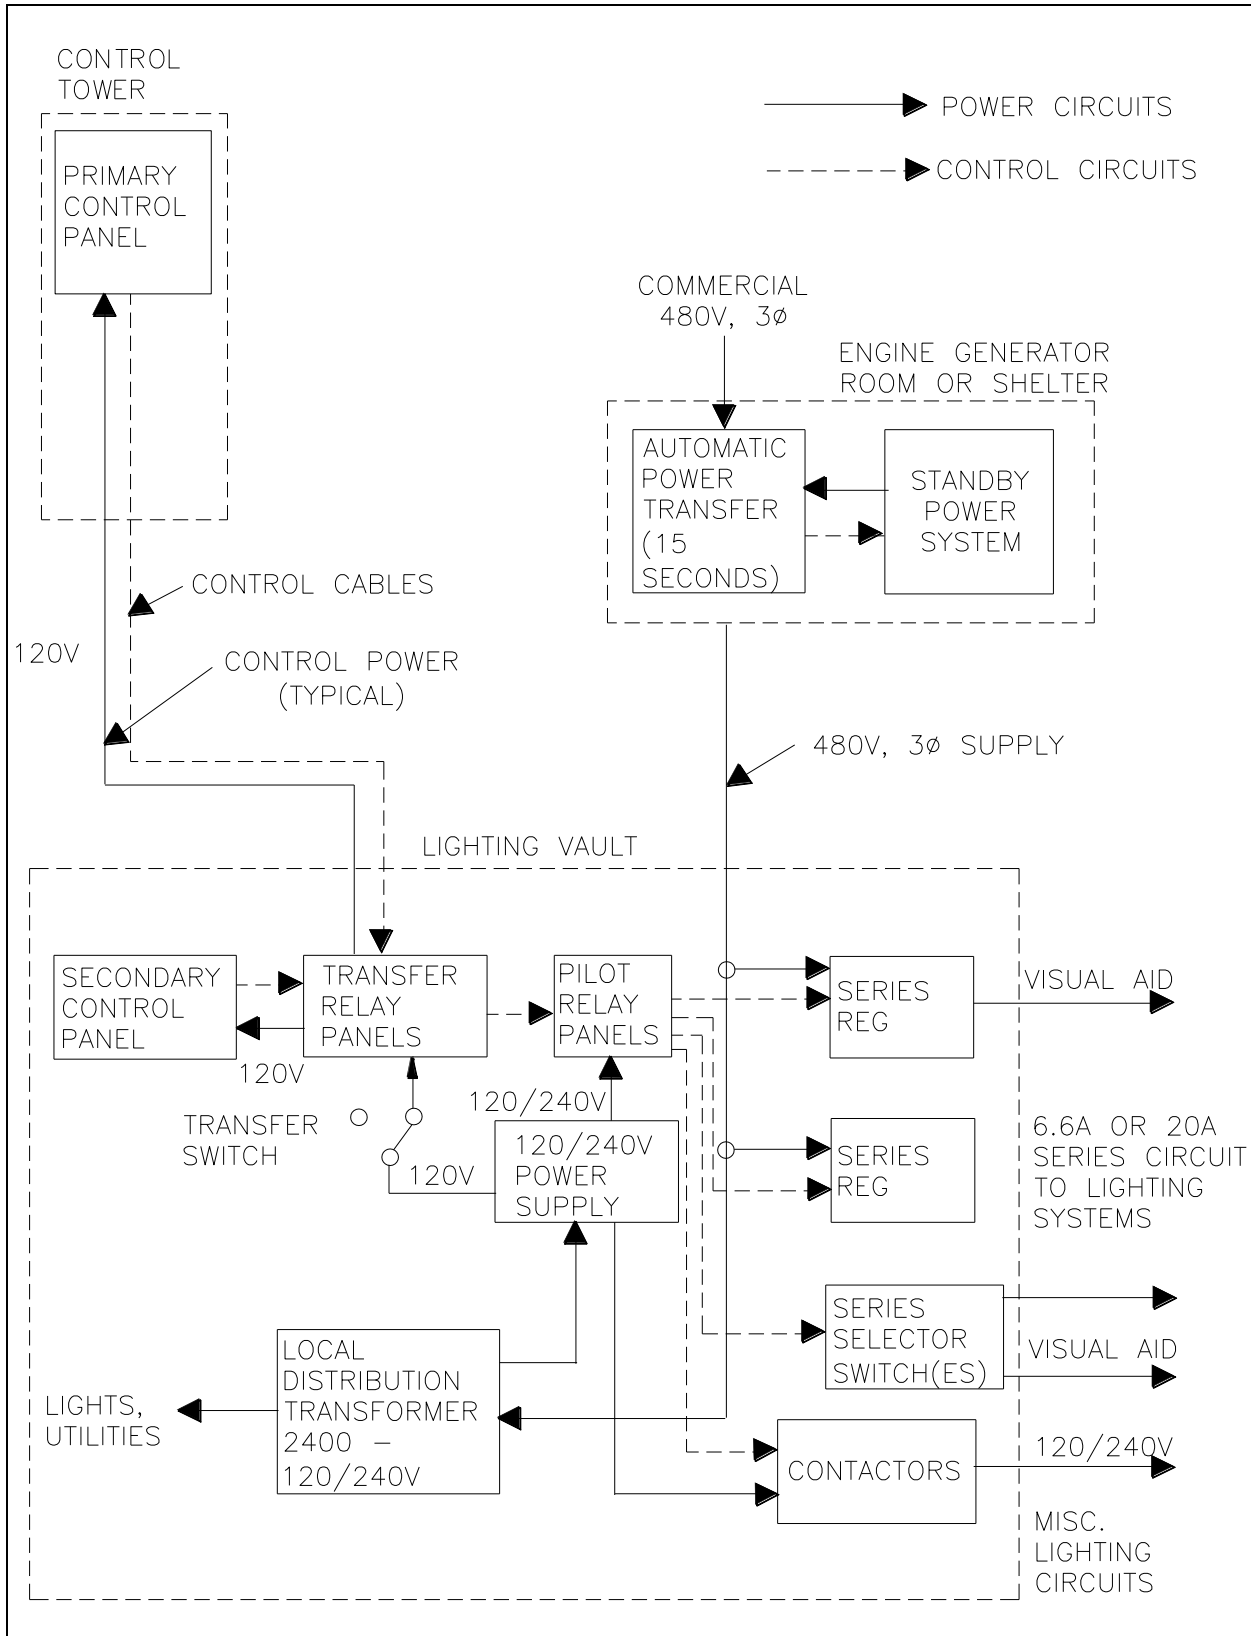 CONTROL
TOWER
POWER CIRCUITS
CONTROL CIRCUITS
PRIMARY
CONTROL
PANEL
COMMERCIAL
480V, 3Ø
ENGINE GENERATOR
ROOM OR SHELTER
AUTOMATIC
POWER
TRANSFER
(15
SECONDS)
STANDBY
POWER
SYSTEM
CONTROL CABLES
120V
CONTROL POWER
(TYPICAL)
480V, 3Ø SUPPLY
LIGHTING VAULT
SECONDARY
CONTROL
PANEL
TRANSFER
RELAY
PANELS
PILOT
RELAY
PANELS
SERIES
REG
VISUAL AID
120V
TRANSFER
SWITCH
120/240V
120/240V
POWER
SUPPLY
120V
SERIES
REG
6.6A OR 20A
SERIES CIRCUIT
TO LIGHTING
SYSTEMS
SERIES
SELECTOR
SWITCH(ES)
VISUAL AID
LOCAL
DISTRIBUTION
TRANSFORMER
2400 –
120/240V
LIGHTS,
UTILITIES
CONTACTORS
120/240V
MISC.
LIGHTING
CIRCUITS